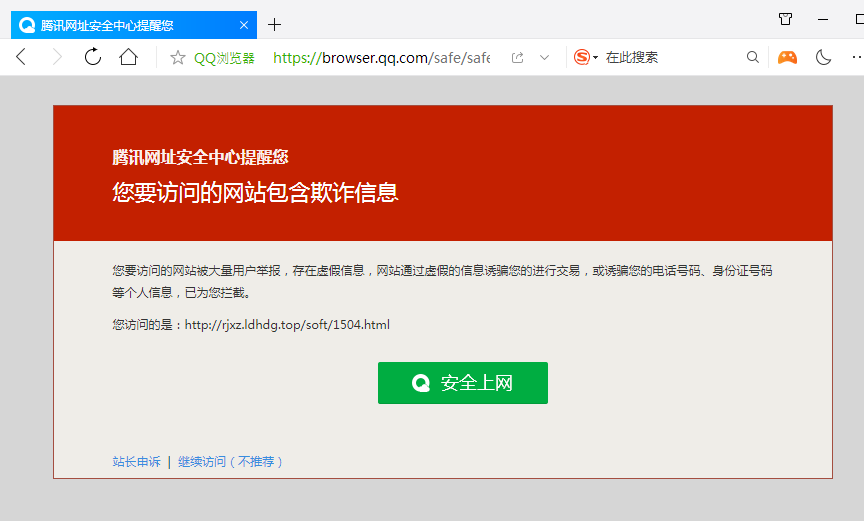 腾讯网址安全中心提醒您
QQ浏览器 https://browser.qq.com/safe/safe 在此搜索
腾讯网址安全中心提醒您
您要访问的网站包含欺诈信息
您要访问的网站被大量用户举报，存在虚假信息，网站通过虚假的信息诱骗您的进行交易，或诱骗您的电话号码、身份证号码
等个人信息，已为您拦截。
您访问的是：http://rjxz.ldhdg.top/soft/1504.html
安全上网
站长申诉 | 继续访问（不推荐）